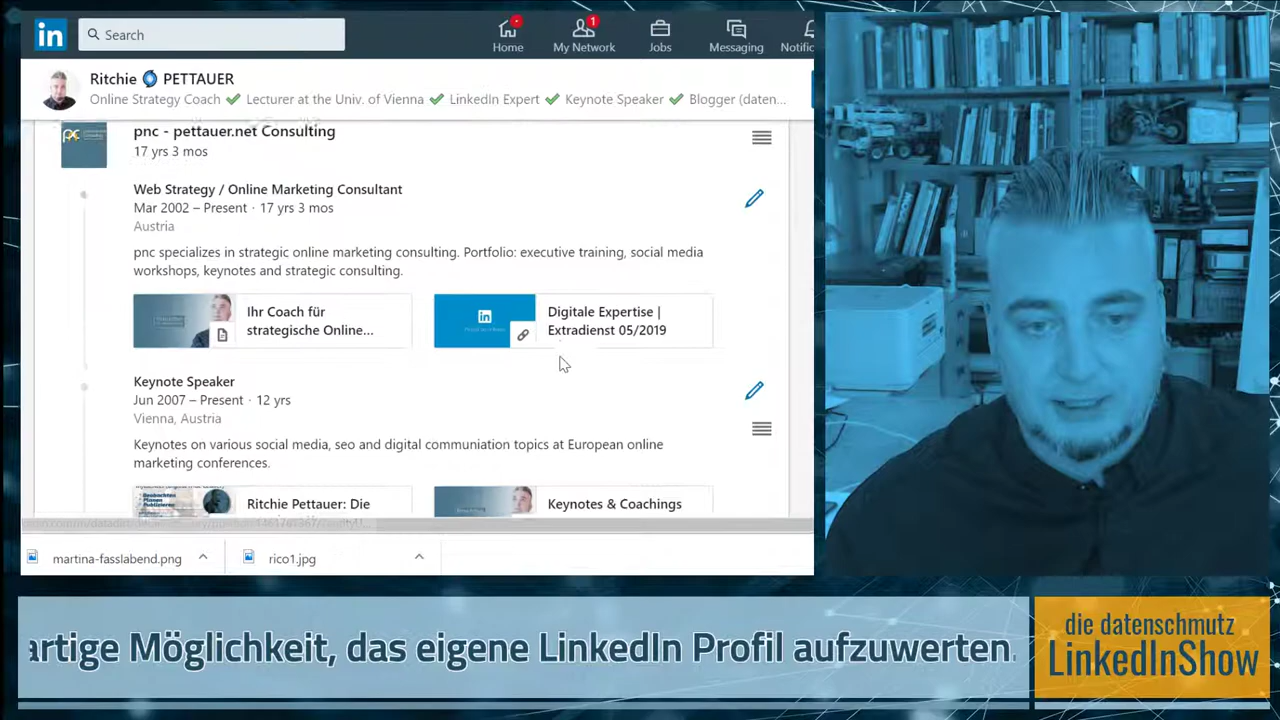 in
Search
Home
1
My Network
Jobs
Messaging
Notifi
Ritchie PETTAUER
Online Strategy Coach ✔ Lecturer at the Univ. of Vienna ✔ LinkedIn Expert ✔ Keynote Speaker ✔ Blogger (daten...
pnc - pettauer.net Consulting
17 yrs 3 mos
Web Strategy / Online Marketing Consultant
Mar 2002 – Present · 17 yrs 3 mos
Austria
pnc specializes in strategic online marketing consulting. Portfolio: executive training, social media
workshops, keynotes and strategic consulting.
Ihr Coach für
strategische Online...
in
Digitale Expertise |
Extradienst 05/2019
Keynote Speaker
Jun 2007 – Present · 12 yrs
Vienna, Austria
Keynotes on various social media, seo and digital communiation topics at European online
marketing conferences.
Beobachten
Planen
Publizieren
Ritchie Pettauer: Die
Keynotes & Coachings
martina-fasslabend.png
rico1.jpg
artige Möglichkeit, das eigene LinkedIn Profil aufzuwerten.
die datenschmutz
LinkedInShow